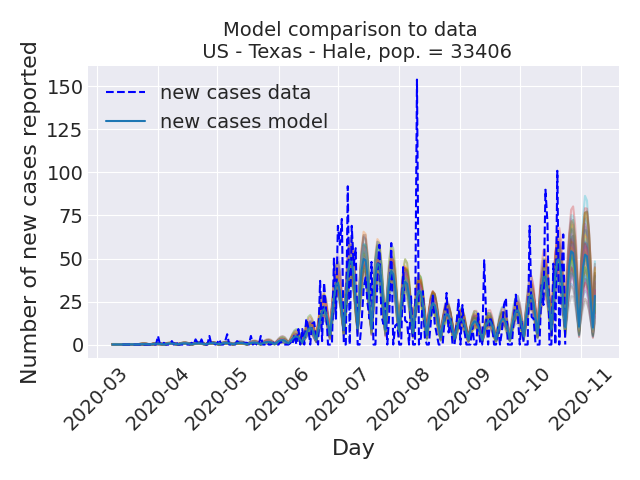 Model comparison to data
US - Texas - Hale, pop. = 33406
Number of new cases reported
150
125
100
75
50
25
0
new cases data
new cases model
2020-03
2020-04
2020-05
2020-06
2020-07
2020-08
2020-09
2020-10
2020-11
Day